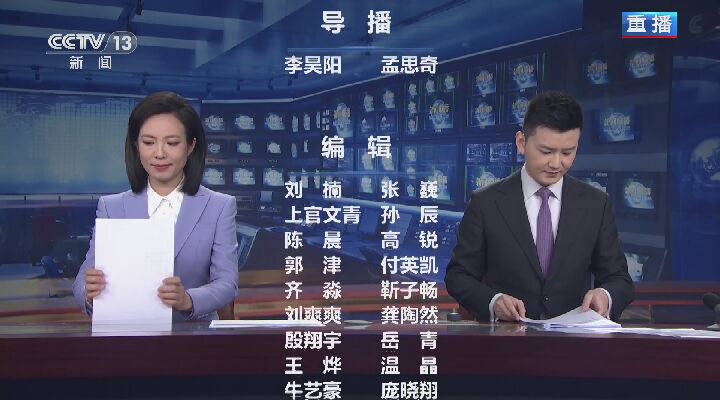 导 播
CCTV 13
重播
新 闻
李昊阳 孟思奇
编 辑
刘 楠 张 巍
上官文青 孙 辰
陈 晨 高 锐
郭 津 付英凯
齐 淼 靳子畅
刘爽爽 龚陶然
殷翔宇 岳 青
王 烨 温 晶
牛艺豪 庞晓翔